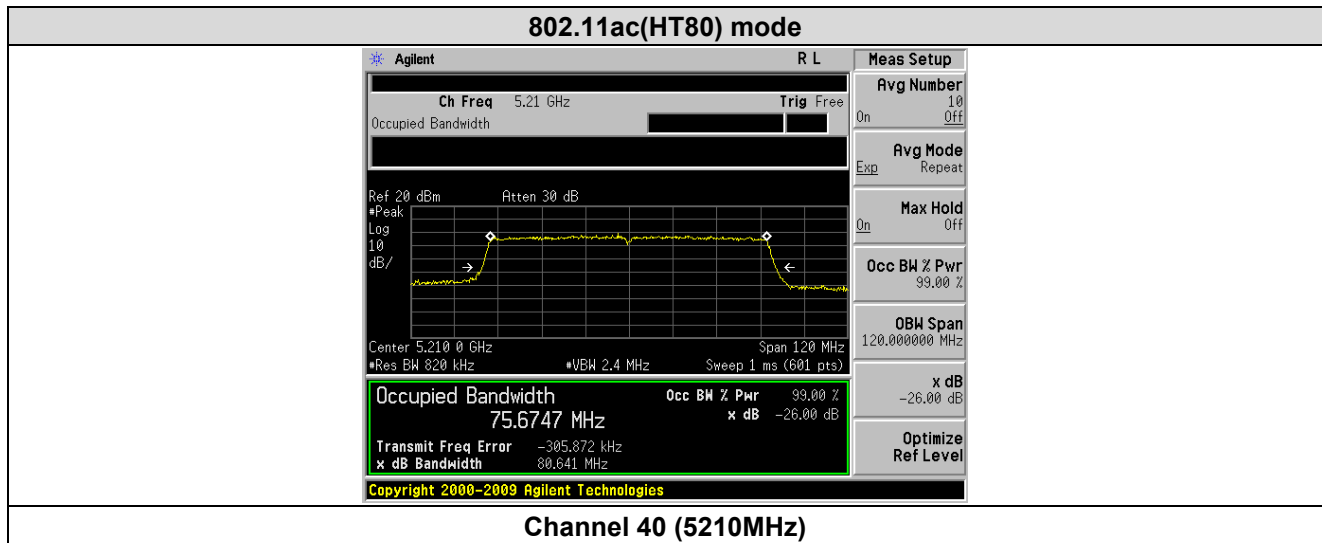 802.11ac(HT80) mode
Agilent R L Meas Setup
Ch Freq 5.21 GHz Trig Free
Occupied Bandwidth
Avg Number
10
On Off
Avg Mode
Exp Repeat
Max Hold
On Off
Occ BW % Pwr
99.00 %
OBW Span
120.000000 MHz
x dB
-26.00 dB
Optimize
Ref Level
Ref 20 dBm Atten 30 dB
#Peak
Log
10
dB/
Center 5.210 0 GHz Span 120 MHz
#Res BW 820 kHz #VBW 2.4 MHz Sweep 1 ms (601 pts)
Occupied Bandwidth Occ BW % Pwr 99.00 %
75.6747 MHz x dB -26.00 dB
Transmit Freq Error -305.872 kHz
x dB Bandwidth 80.641 MHz
Copyright 2000-2009 Agilent Technologies
Channel 40 (5210MHz)